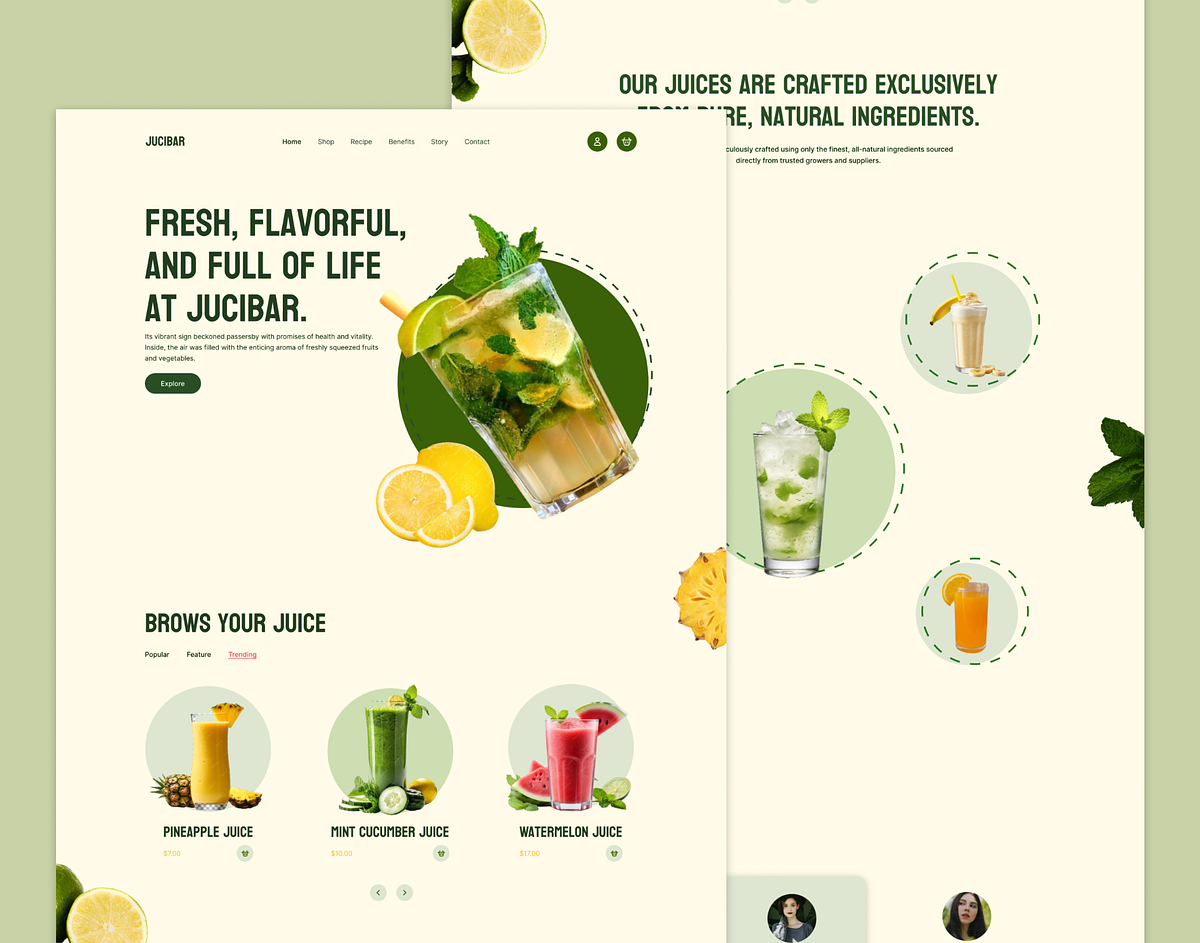 OUR JUICES ARE CRAFTED EXCLUSIVELY
PURE, NATURAL INGREDIENTS.
using only the finest, all-natural ingredients sourced
directly from trusted growers and suppliers.
JUCIBAR
Home Shop Recipe Benefits Story Contact
FRESH, FLAVORFUL,
AND FULL OF LIFE
AT JUCIBAR.
Its vibrant sign beckoned passersby with promises of health and vitality.
Inside, the air was filled with the enticing aroma of freshly squeezed fruits
and vegetables.
Explore
BROWS YOUR JUICE
Popular Feature Trending
PINEAPPLE JUICE
$7.00
MINT CUCUMBER JUICE
$10.00
WATERMELON JUICE
$17.00